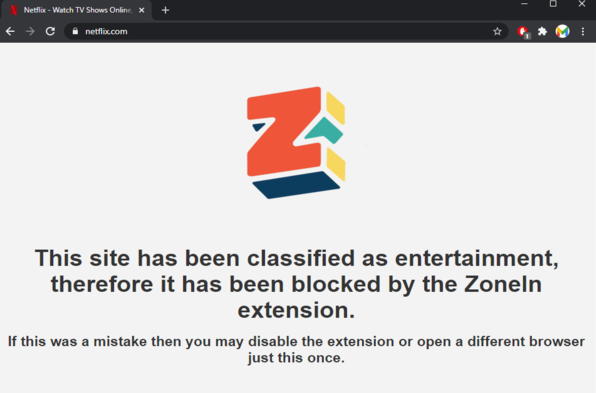 Netflix - Watch TV Shows Online,
netflix.com
1
Z
This site has been classified as entertainment,
therefore it has been blocked by the ZoneIn
extension.
If this was a mistake then you may disable the extension or open a different browser
just this once.